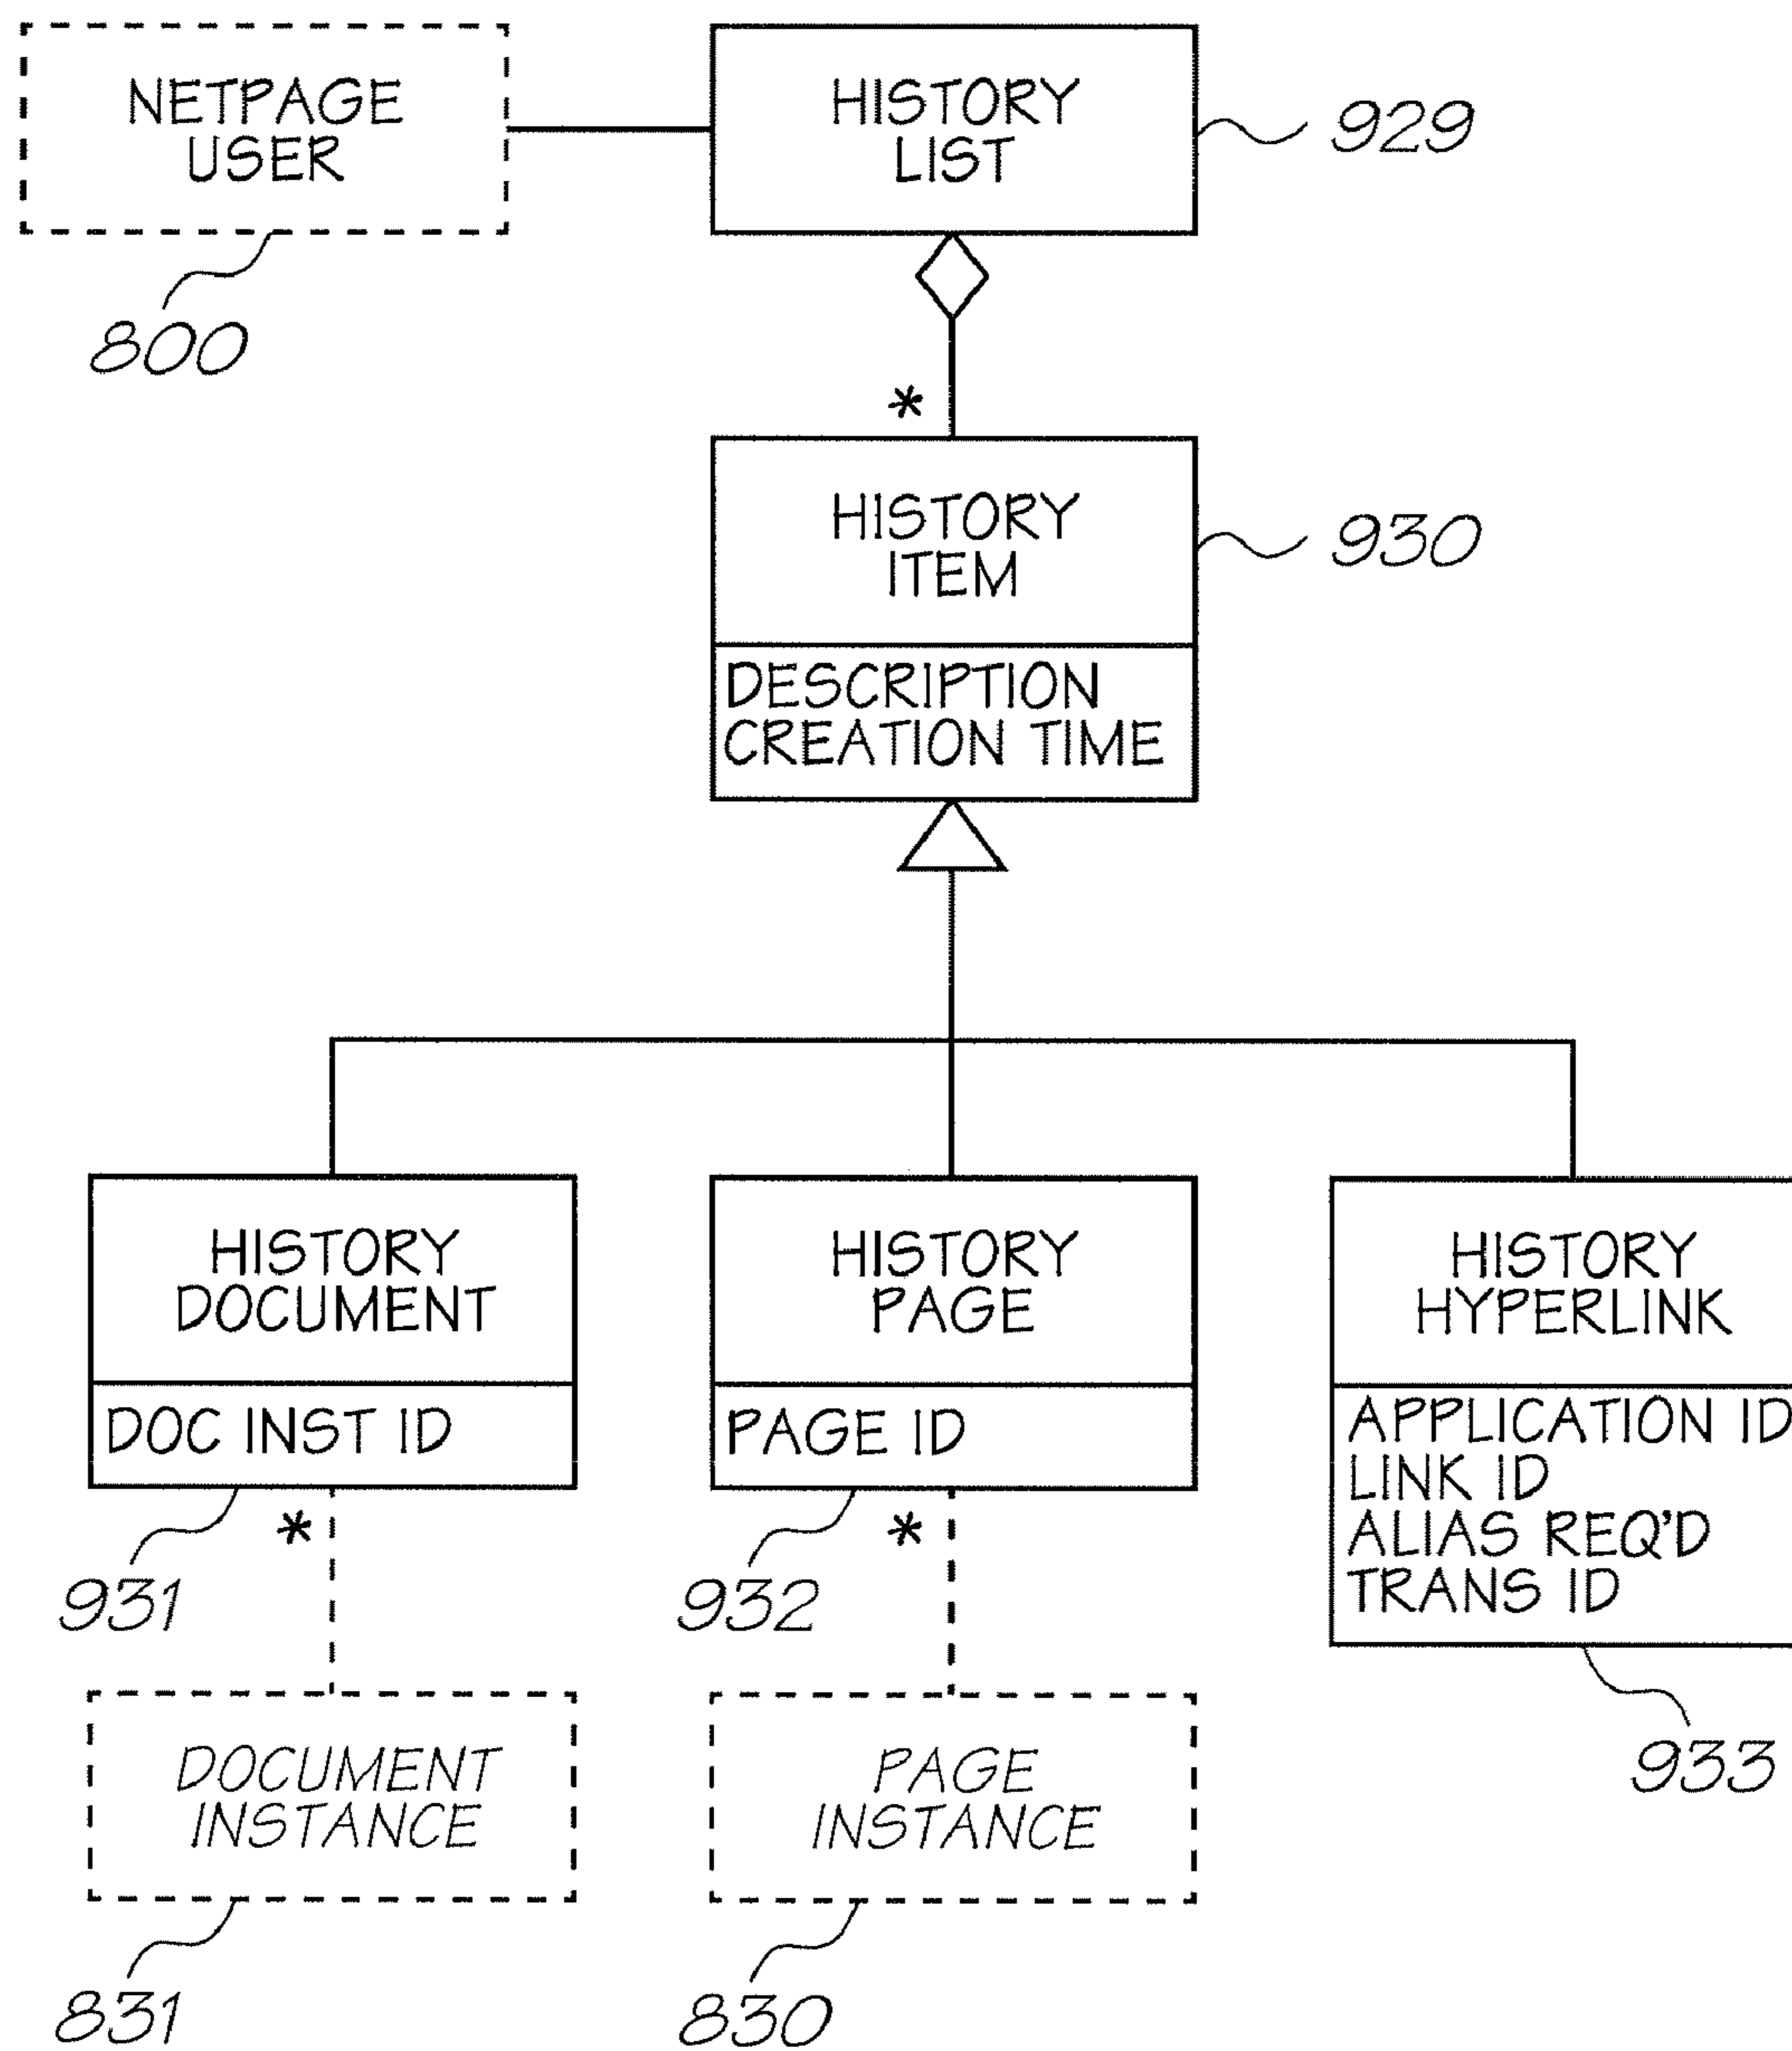 NETPAGE
USER
HISTORY
LIST
929
800
*
HISTORY
ITEM
930
DESCRIPTION
CREATION TIME
HISTORY
DOCUMENT
DOC INST ID
HISTORY
PAGE
PAGE ID
HISTORY
HYPERLINK
APPLICATION ID
LINK ID
ALIAS REQ'D
TRANS ID
*
931
*
932
933
DOCUMENT
INSTANCE
PAGE
INSTANCE
831
830